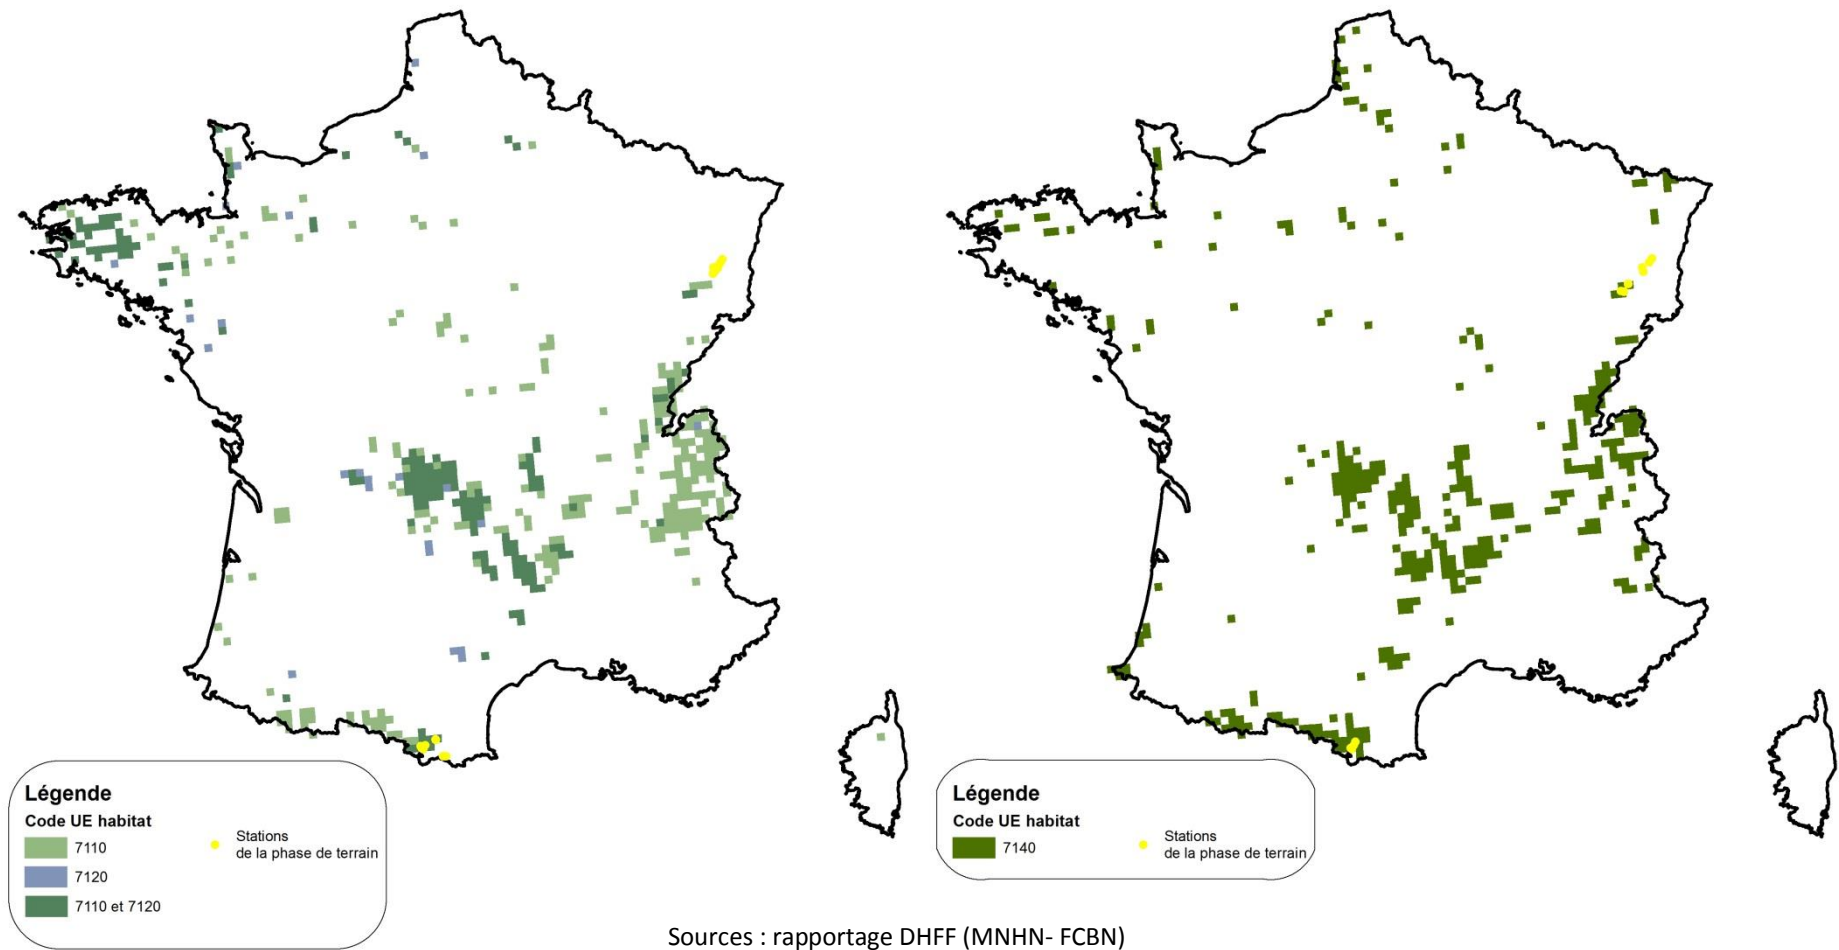 Légende
Code UE habitat
7110
7120
7110 et 7120
Stations
de la phase de terrain
Légende
Code UE habitat
7140
Stations
de la phase de terrain
Sources : rapportage DHFF (MNHN- FCBN)